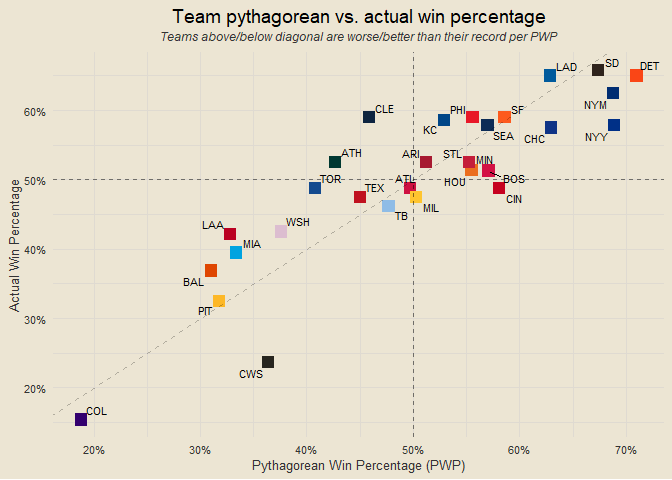 Team pythagorean vs. actual win percentage
Teams above/below diagonal are worse/better than their record per PWP
Actual Win Percentage
60%
50%
40%
30%
20%
LAD
SD
DET
CLE
PHI
SF
NYM
KC
SEA
CHC
NYY
ATH
ARI
STL
MIN
TOR
TEX
ATL
HOU
BOS
CIN
TB
MIL
LAA
WSH
MIA
BAL
PIT
CWS
COL
20%
30%
40%
50%
60%
70%
Pythagorean Win Percentage (PWP)